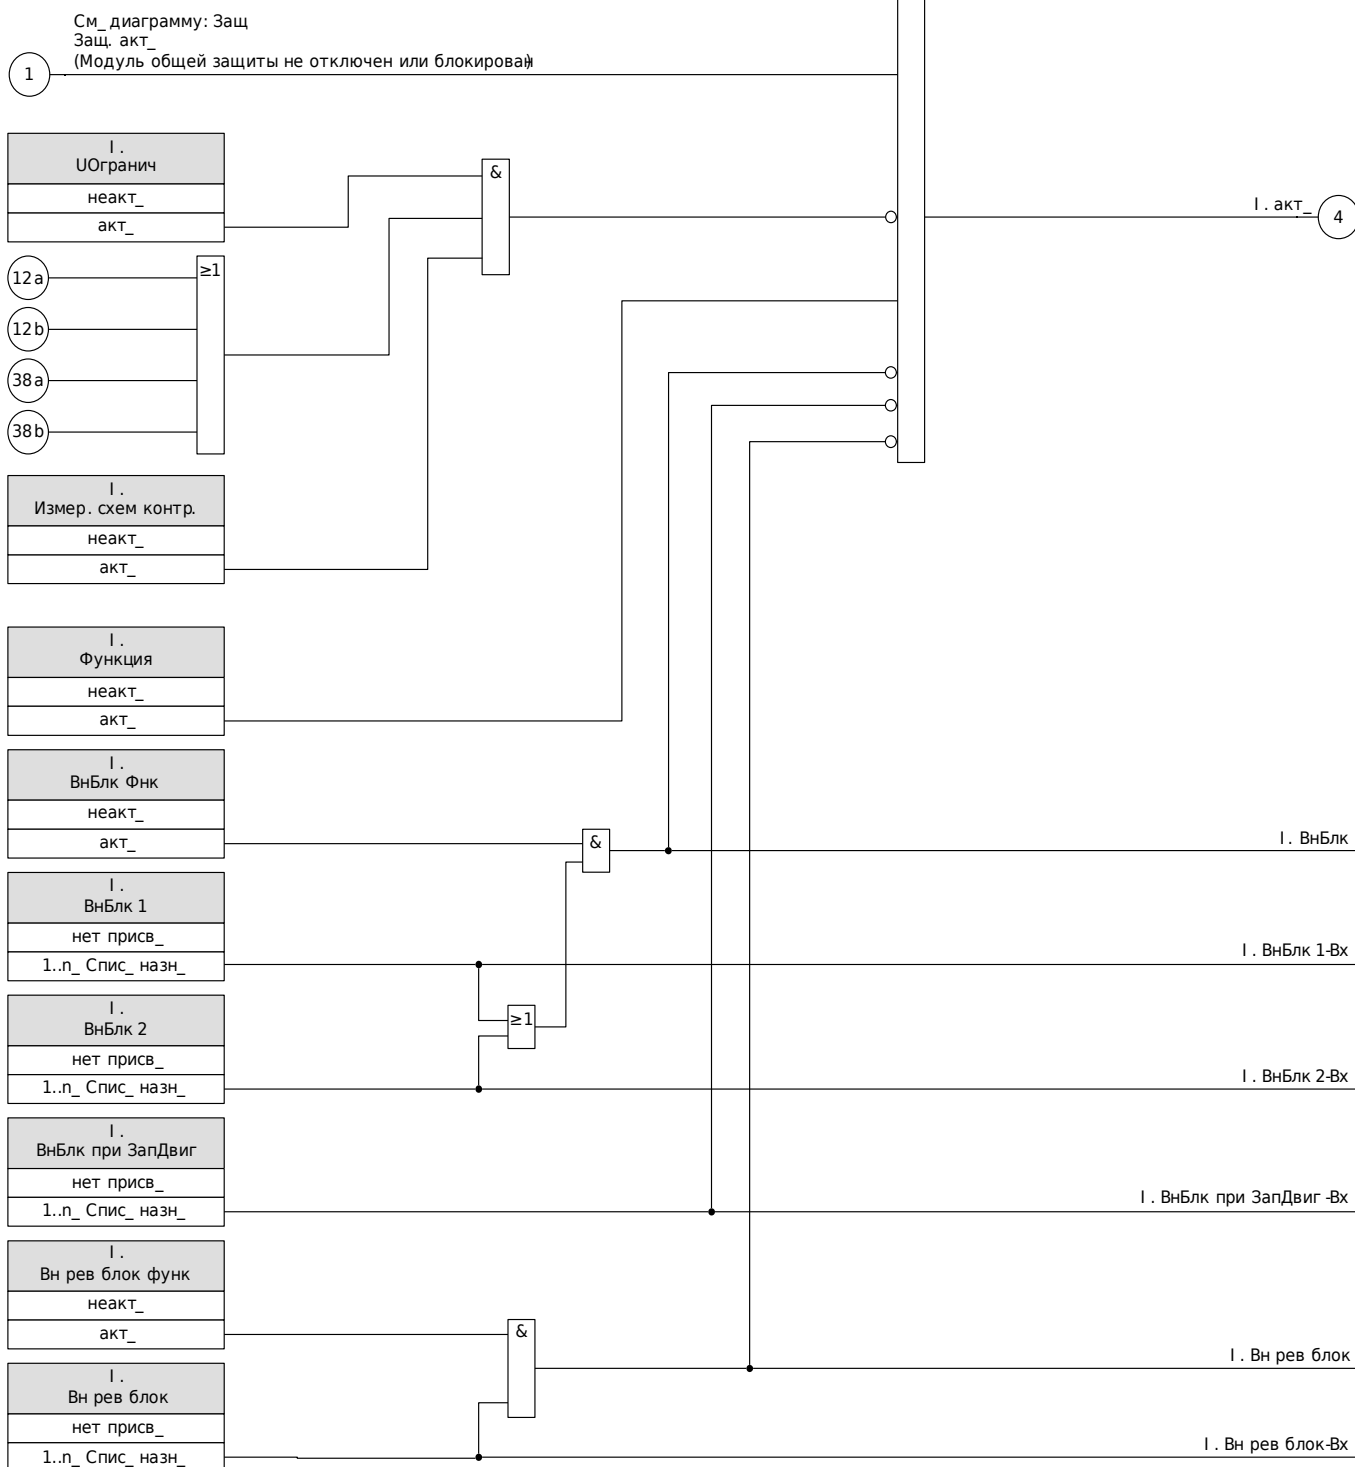 См_ диаграмму: Защ
Защ. акт_
(Модуль общей защиты не отключен или блокирован)
1
I .
UОгранич
неакт_
акт_
&
I . акт_
4
12a
12b
38a
38b
≥1
I .
Измер. схем контр.
неакт_
акт_
I .
Функция
неакт_
акт_
I .
ВнБлк Фнк
неакт_
акт_
&
I . ВнБлк
I .
ВнБлк 1
нет присв_
1..n_ Спис_ назн_
I . ВнБлк 1-Вх
≥1
I .
ВнБлк 2
нет присв_
1..n_ Спис_ назн_
I . ВнБлк 2-Вх
I .
ВнБлк при ЗапДвиг
нет присв_
1..n_ Спис_ назн_
I . ВнБлк при ЗапДвиг -Вх
I .
Вн рев блок функ
неакт_
акт_
&
I . Вн рев блок
I .
Вн рев блок
нет присв_
1..n_ Спис_ назн_
I . Вн рев блок-Вх